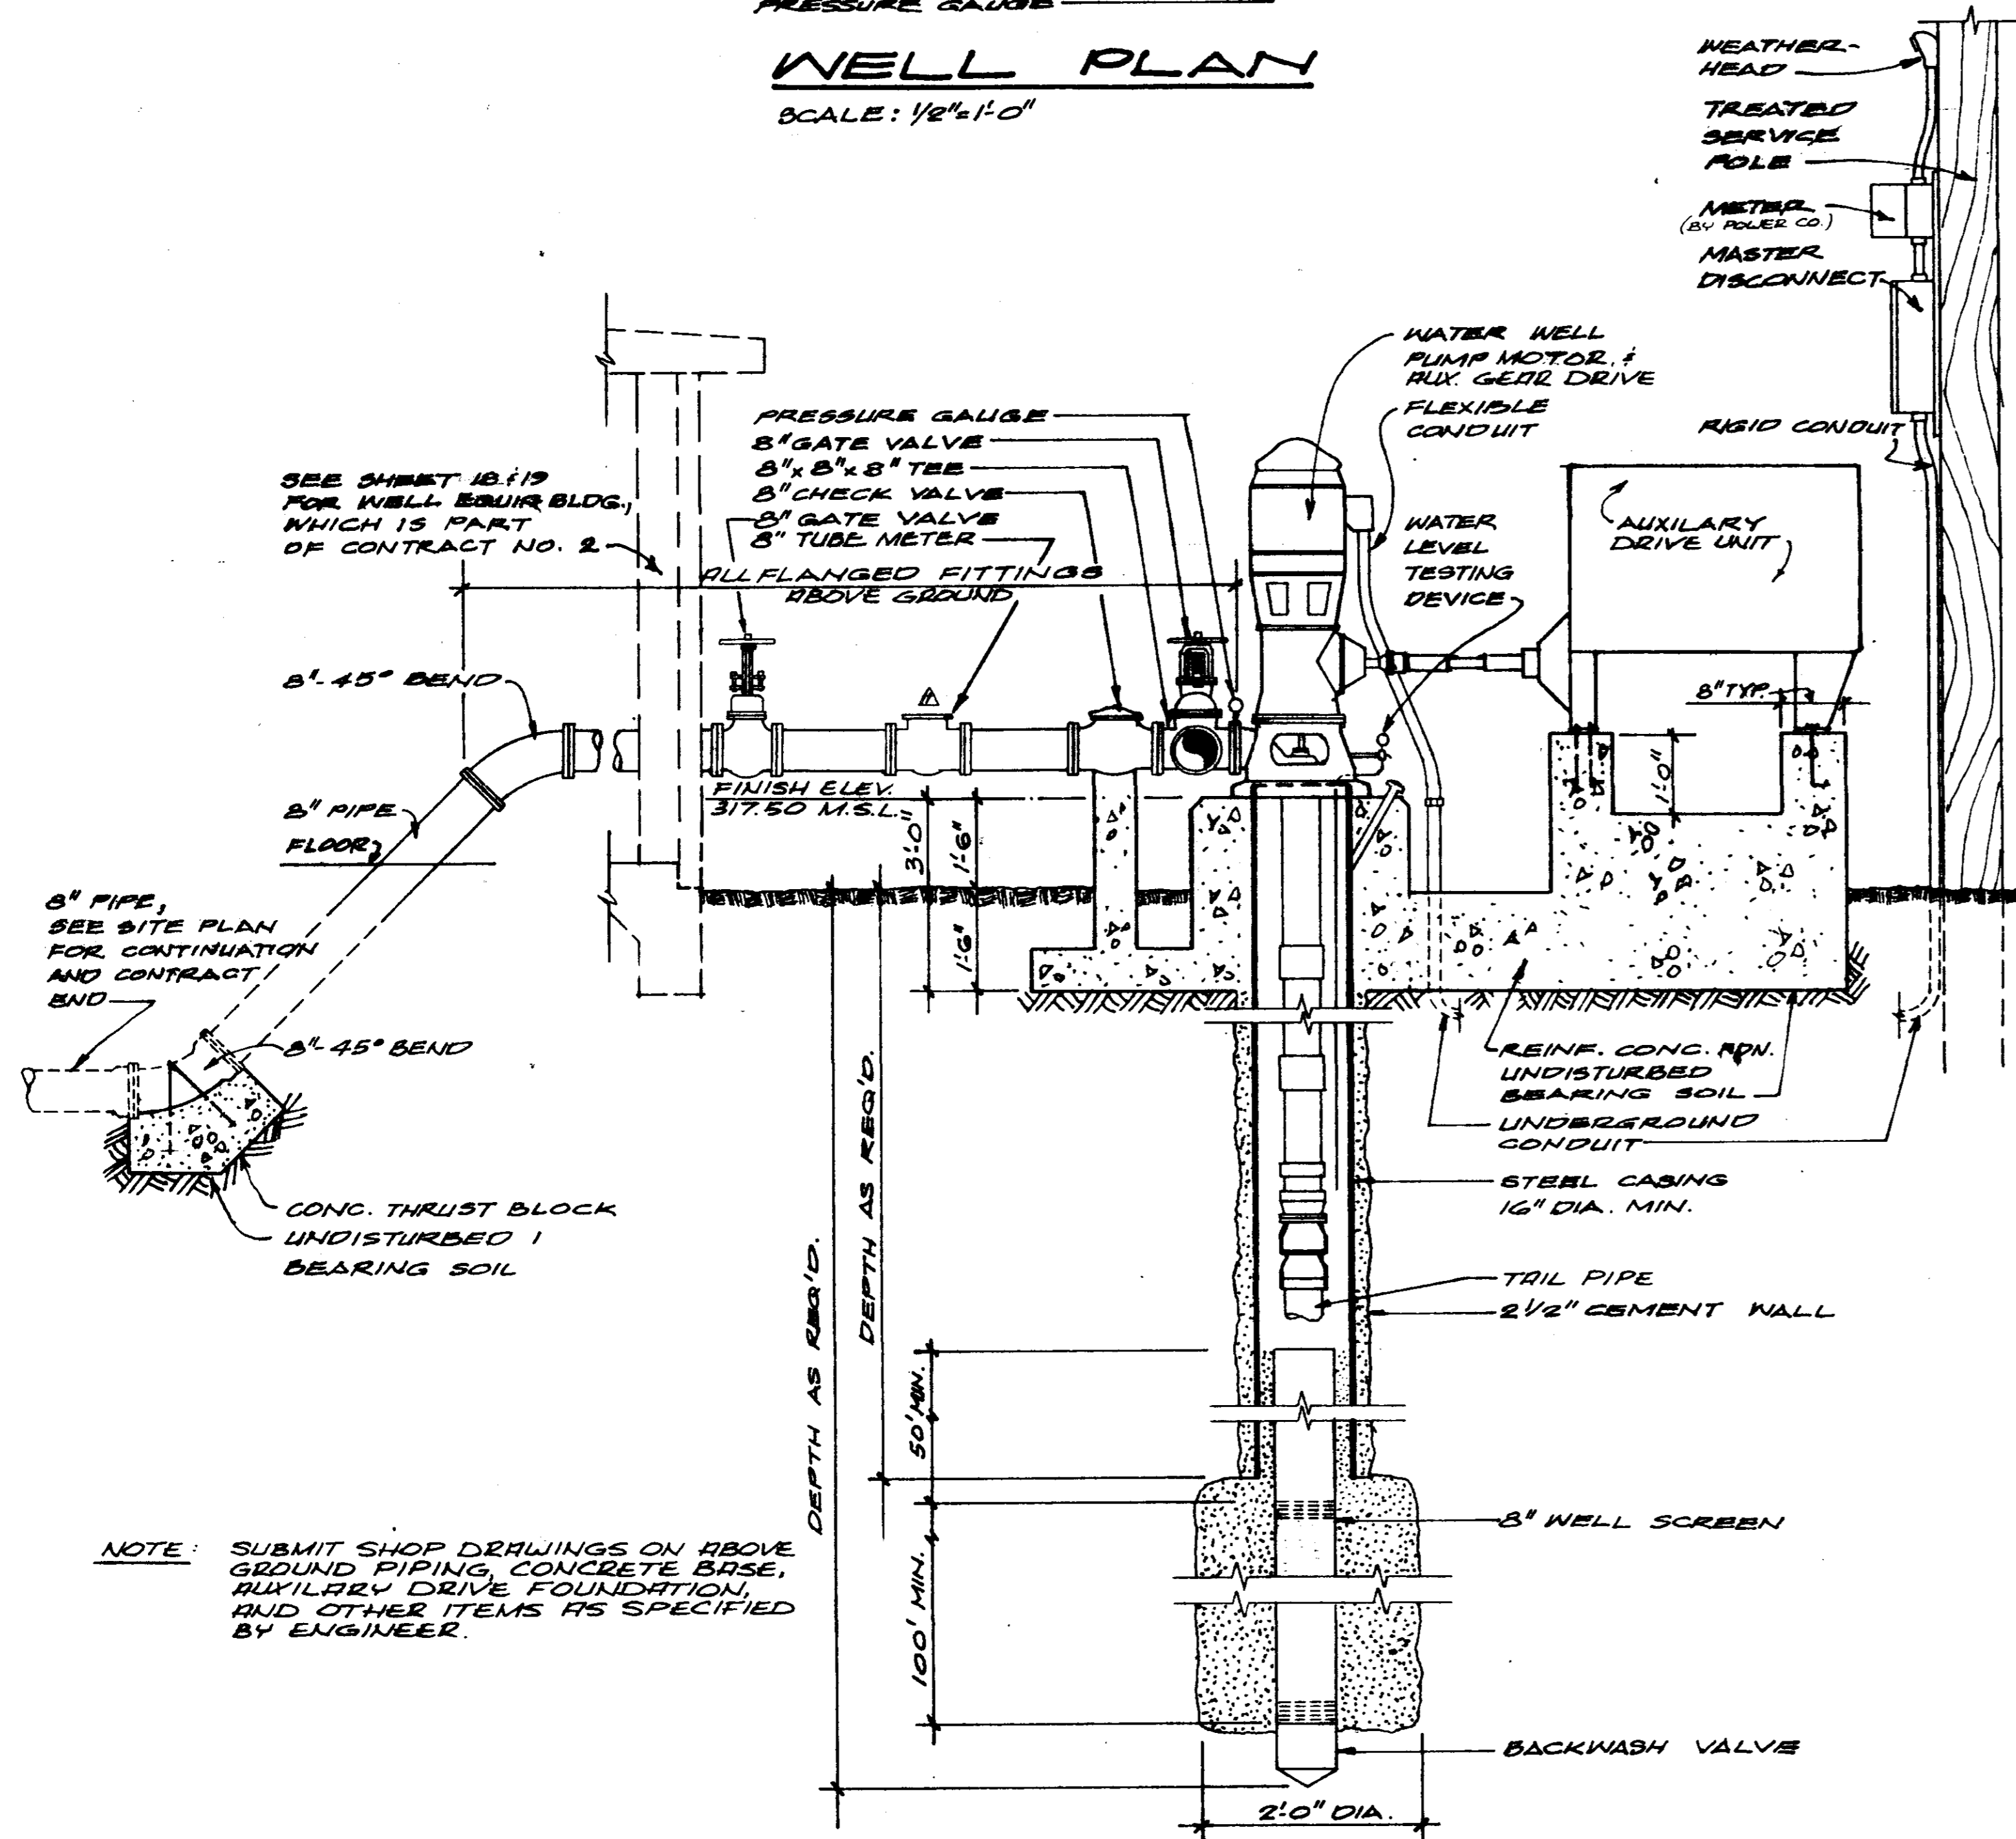 PRESSURE GAUGE
WELL PLAN
SCALE: 1/2"=1'-0"
WEATHER-
HEAD
TREATED
SERVICE
POLE
METER
(BY POWER CO.)
MASTER
DISCONNECT
RIGID CONDUIT
WATER WELL
PUMP MOTOR &
AUX. GEAR DRIVE
FLEXIBLE
CONDUIT
PRESSURE GAUGE
8" GATE VALVE
8" x 8" x 8" TEE
8" CHECK VALVE
8" GATE VALVE
8" TUBE METER
ALL FLANGED FITTINGS
ABOVE GROUND
SEE SHEET 18 & 19
FOR WELL EQUIP. BLDG.,
WHICH IS PART
OF CONTRACT NO. 2
WATER
LEVEL
TESTING
DEVICE
AUXILARY
DRIVE UNIT
8" TYP.
1'-0"
8"-45° BEND
8" PIPE
FLOOR
FINISH ELEV.
317.50 M.S.L.
3'-0"
1'-6"
1'-6"
8" PIPE,
SEE SITE PLAN
FOR CONTINUATION
AND CONTRACT
END
8"-45° BEND
CONC. THRUST BLOCK
UNDISTURBED
BEARING SOIL
REINF. CONC. FDN.
UNDISTURBED
BEARING SOIL
UNDERGROUND
CONDUIT
STEEL CASING
16" DIA. MIN.
TAIL PIPE
2 1/2" CEMENT WALL
DEPTH AS REQ'D.
DEPTH AS REQ'D.
50' MIN.
100' MIN.
8" WELL SCREEN
BACKWASH VALVE
2'-0" DIA.
NOTE: SUBMIT SHOP DRAWINGS ON ABOVE
GROUND PIPING, CONCRETE BASE,
AUXILARY DRIVE FOUNDATION,
AND OTHER ITEMS AS SPECIFIED
BY ENGINEER.